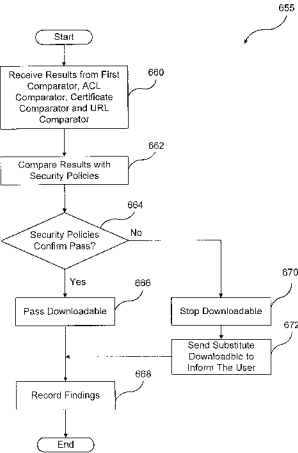 655
Start
Receive Results from First
Comparator, ACL
Comparator, Certificate
Comparator and URL
Comparator
660
Compare Results with
Security Policies
662
664
Security Policies
Confirm Pass?
No
Yes
Pass Downloadable
666
Stop Downloadable
670
Send Substitute
Downloadable to
Inform The User
672
Record Findings
668
End